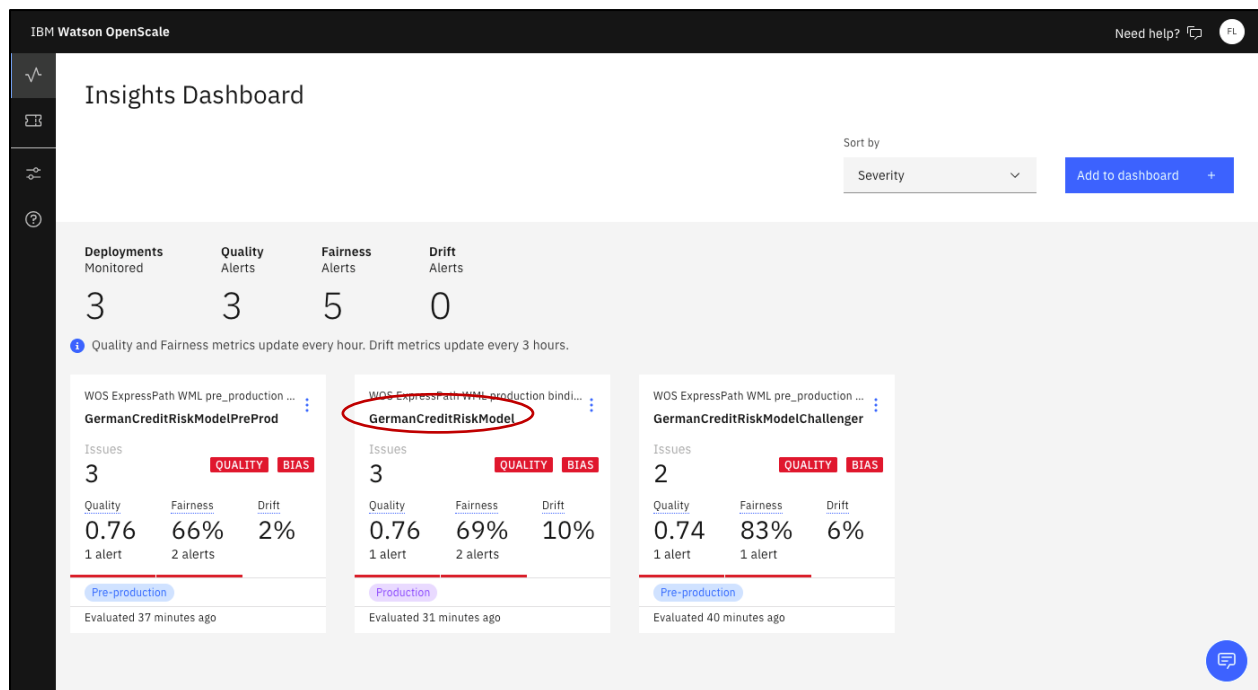 IBM Watson OpenScale
Need help?
FL
Insights Dashboard
Sort by
Severity
Add to dashboard +
Deployments Quality Fairness Drift
Monitored Alerts Alerts Alerts
3 3 5 0
Quality and Fairness metrics update every hour. Drift metrics update every 3 hours.
WOS ExpressPath WML pre_production ...
GermanCreditRiskModelPreProd
Issues
3 QUALITY BIAS
Quality Fairness Drift
0.76 66% 2%
1 alert 2 alerts
Pre-production
Evaluated 37 minutes ago
WOS ExpressPath WML production bindi...
GermanCreditRiskModel
Issues
3 QUALITY BIAS
Quality Fairness Drift
0.76 69% 10%
1 alert 2 alerts
Production
Evaluated 31 minutes ago
WOS ExpressPath WML pre_production ...
GermanCreditRiskModelChallenger
Issues
2 QUALITY BIAS
Quality Fairness Drift
0.74 83% 6%
1 alert 1 alert
Pre-production
Evaluated 40 minutes ago